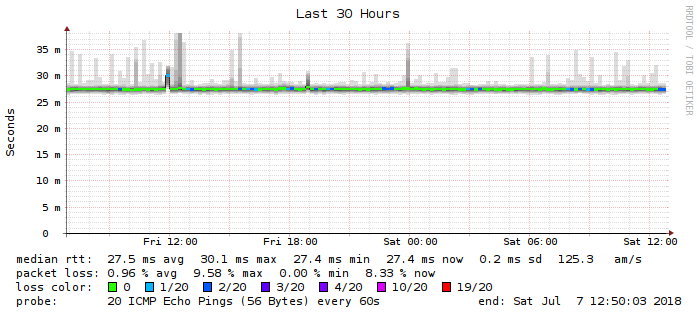 Last 30 Hours
RRDTOOL / TOBI OETIKER
Seconds
35 m
30 m
25 m
20 m
15 m
10 m
5 m
0
Fri 12:00 Fri 18:00 Sat 00:00 Sat 06:00 Sat 12:00
median rtt: 27.5 ms avg 30.1 ms max 27.4 ms min 27.4 ms now 0.2 ms sd 125.3 am/s
packet loss: 0.96 % avg 9.58 % max 0.00 % min 8.33 % now
loss color: 0 1/20 2/20 3/20 4/20 10/20 19/20
probe: 20 ICMP Echo Pings (56 Bytes) every 60s end: Sat Jul 7 12:50:03 2018